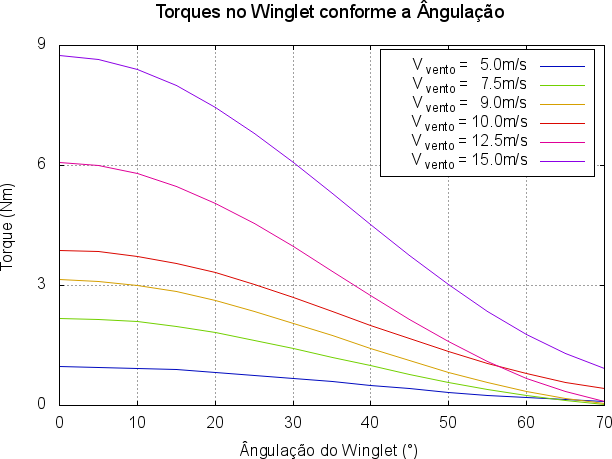 Torques no Winglet conforme a Ângulação
9
6
3
0
Torque (Nm)
V vento = 5.0m/s
V vento = 7.5m/s
V vento = 9.0m/s
V vento = 10.0m/s
V vento = 12.5m/s
V vento = 15.0m/s
0 10 20 30 40 50 60 70
Ângulação do Winglet (°)